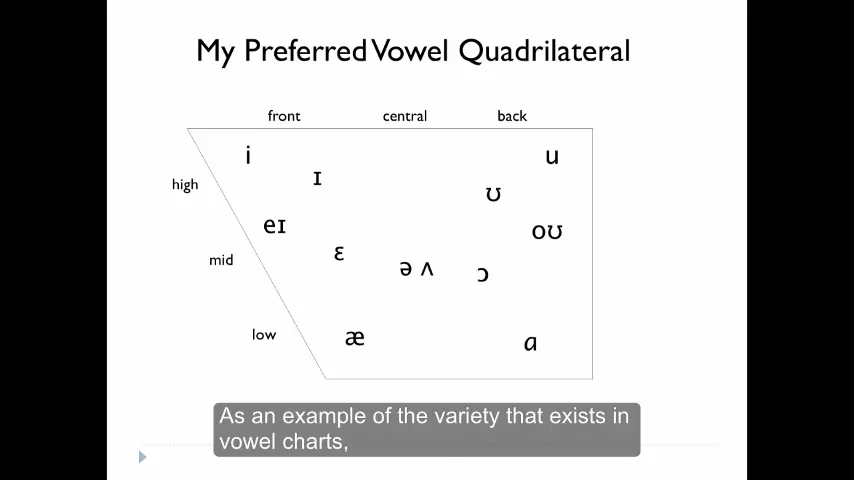 My Preferred Vowel Quadrilateral
front central back
i u
high ɪ ʊ
eɪ oʊ
mid ɛ ə ʌ ɔ
low æ ɑ
As an example of the variety that exists in
vowel charts,